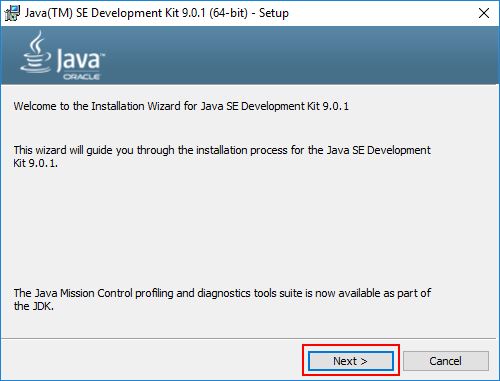 Java(TM) SE Development Kit 9.0.1 (64-bit) - Setup
Java
ORACLE
Welcome to the Installation Wizard for Java SE Development Kit 9.0.1
This wizard will guide you through the installation process for the Java SE Development
Kit 9.0.1.
The Java Mission Control profiling and diagnostics tools suite is now available as part of
the JDK.
Next > Cancel